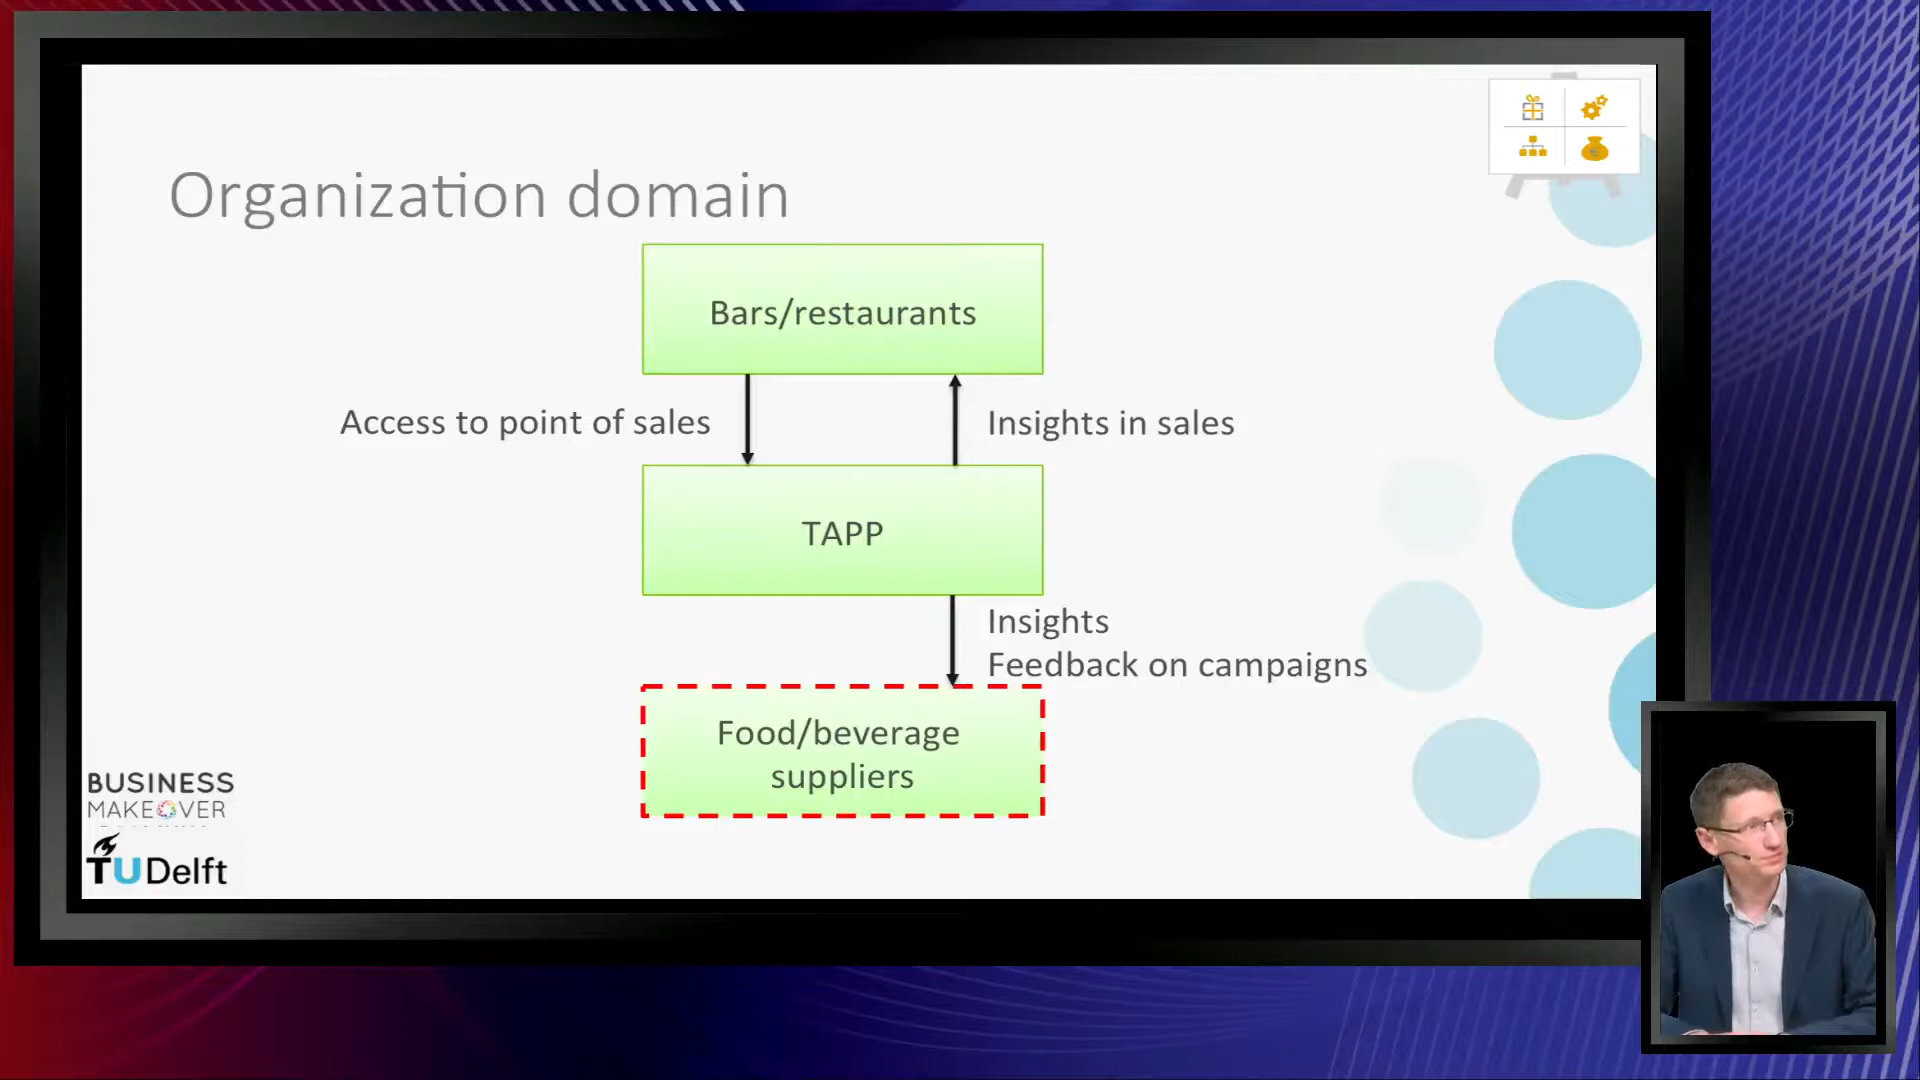 Organization domain
Bars/restaurants
Access to point of sales
Insights in sales
TAPP
Insights
Feedback on campaigns
Food/beverage
suppliers
BUSINESS
MAKEOVER
TUDelft